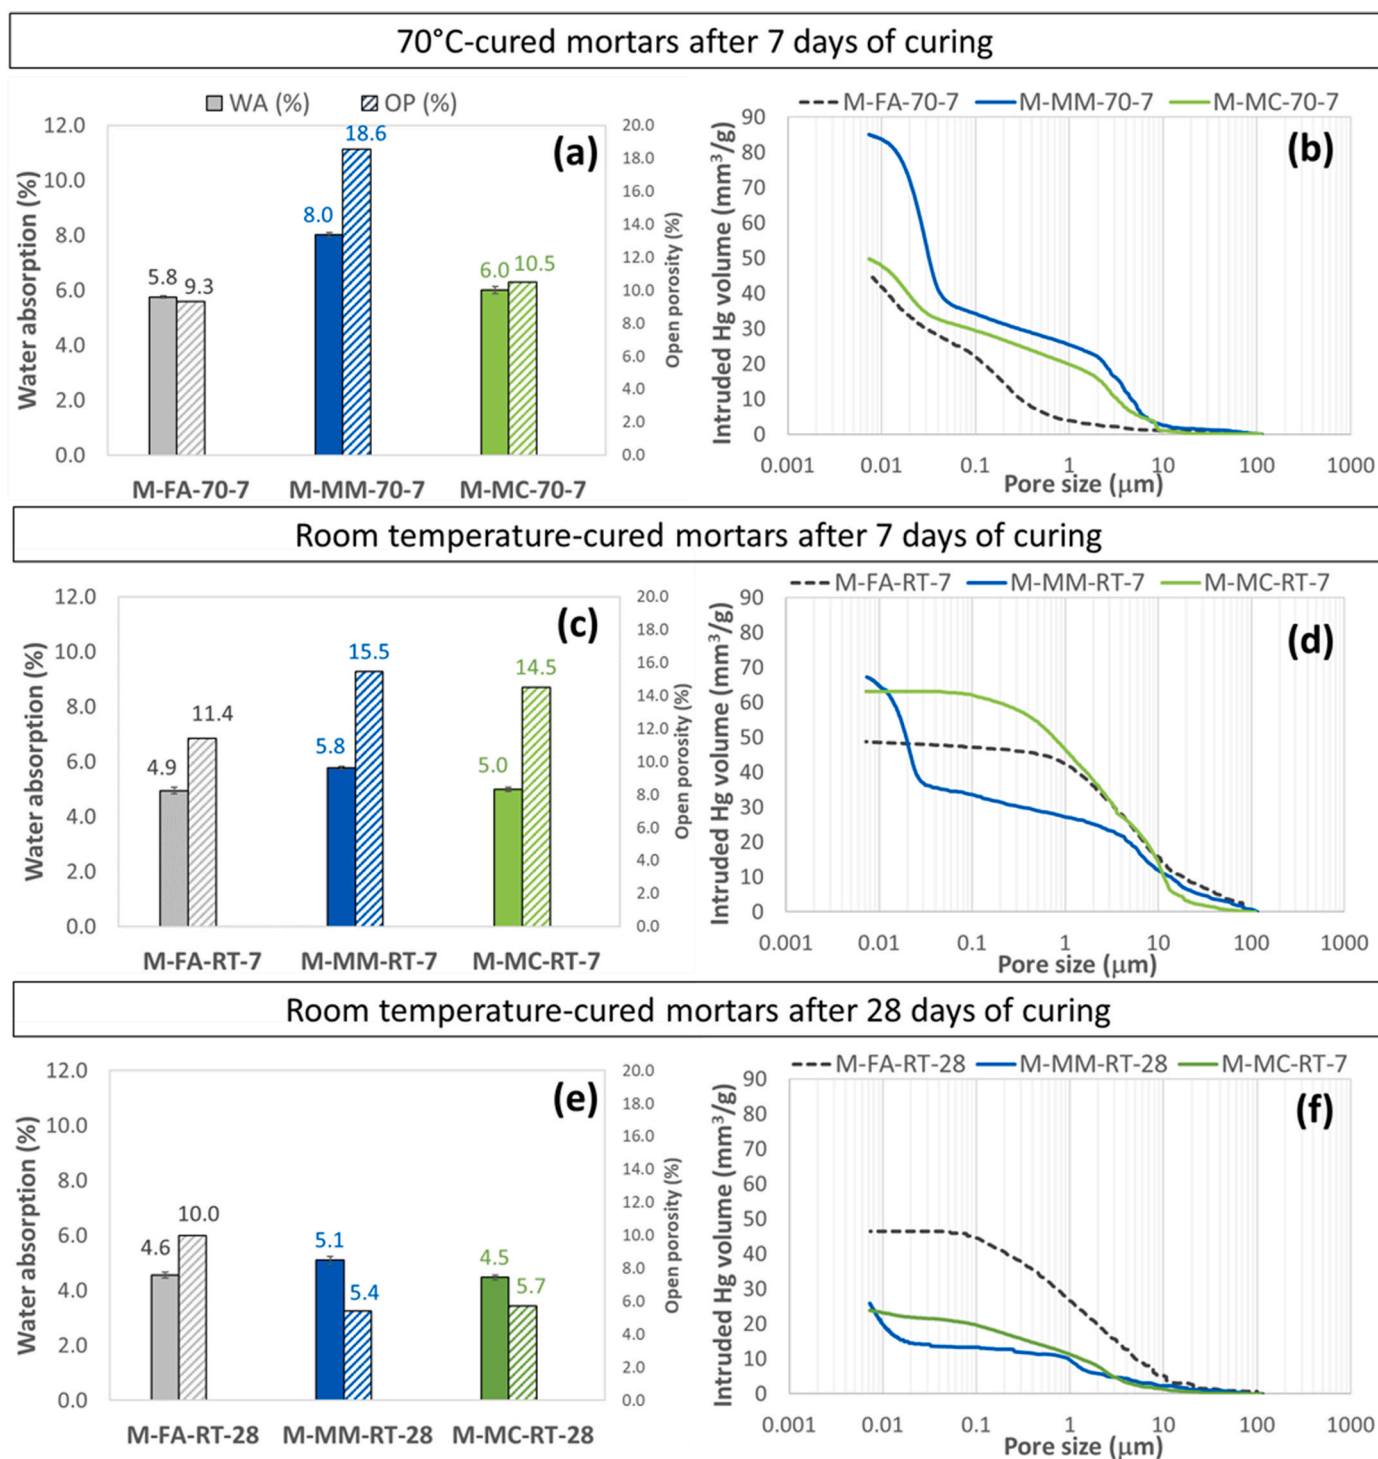 70°C-cured mortars after 7 days of curing
WA (%) OP (%)
(a)
Water absorption (%)
12.0
10.0
8.0
6.0
4.0
2.0
0.0
5.8 9.3 8.0 18.6 6.0 10.5
20.0
18.0
16.0
14.0
12.0
10.0
8.0
6.0
4.0
2.0
0.0
Open porosity (%)
M-FA-70-7 M-MM-70-7 M-MC-70-7
M-FA-70-7 M-MM-70-7 M-MC-70-7
(b)
Intruded Hg volume (mm³/g)
90
80
70
60
50
40
30
20
10
0
0.001 0.01 0.1 1 10 100 1000
Pore size (μm)
Room temperature-cured mortars after 7 days of curing
(c)
Water absorption (%)
12.0
10.0
8.0
6.0
4.0
2.0
0.0
4.9 11.4 5.8 15.5 5.0 14.5
20.0
18.0
16.0
14.0
12.0
10.0
8.0
6.0
4.0
2.0
0.0
Open porosity (%)
M-FA-RT-7 M-MM-RT-7 M-MC-RT-7
M-FA-RT-7 M-MM-RT-7 M-MC-RT-7
(d)
Intruded Hg volume (mm³/g)
90
80
70
60
50
40
30
20
10
0
0.001 0.01 0.1 1 10 100 1000
Pore size (μm)
Room temperature-cured mortars after 28 days of curing
(e)
Water absorption (%)
12.0
10.0
8.0
6.0
4.0
2.0
0.0
4.6 10.0 5.1 5.4 4.5 5.7
20.0
18.0
16.0
14.0
12.0
10.0
8.0
6.0
4.0
2.0
0.0
Open porosity (%)
M-FA-RT-28 M-MM-RT-28 M-MC-RT-28
M-FA-RT-28 M-MM-RT-28 M-MC-RT-7
(f)
Intruded Hg volume (mm³/g)
90
80
70
60
50
40
30
20
10
0
0.001 0.01 0.1 1 10 100 1000
Pore size (μm)